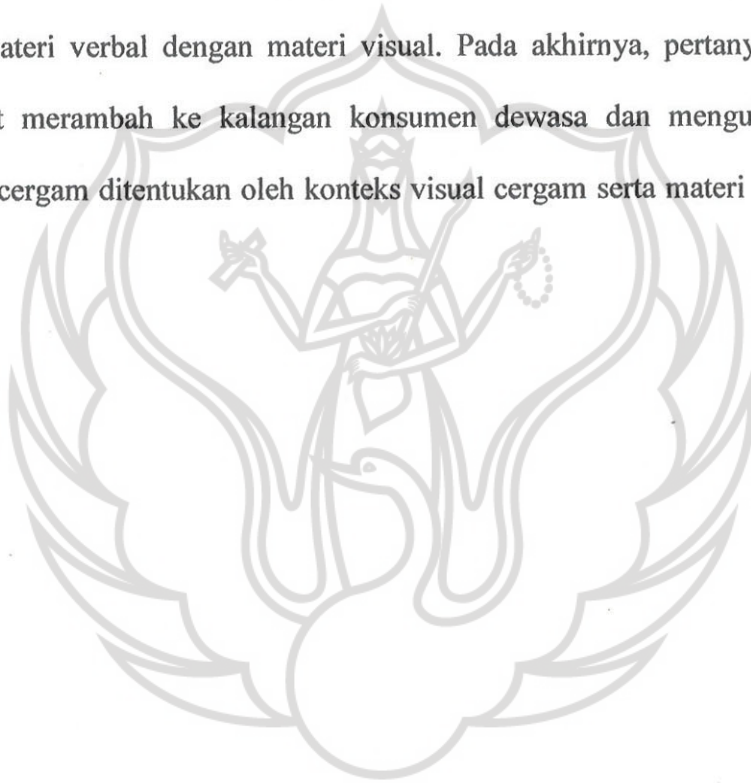 ateri verbal dengan materi visual. Pada akhirnya, pertany
merambah ke kalangan konsumen dewasa dan mengu
cergam ditentukan oleh konteks visual cergam serta materi